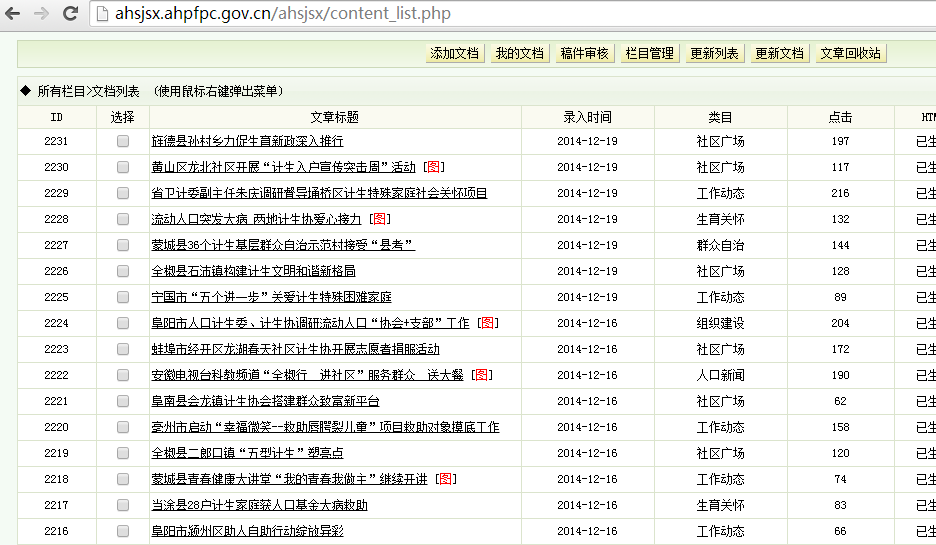 ahsjsx.ahpfpc.gov.cn/ahsjsx/content_list.php
添加文档 我的文档 稿件审核 栏目管理 更新列表 更新文档 文章回收站
◆ 所有栏目>文档列表 （使用鼠标右键弹出菜单）
ID 选择 文章标题 录入时间 类目 点击 HTM
2231 旌德县孙村乡力促生育新政深入推行 2014-12-19 社区广场 197 已生
2230 黄山区龙北社区开展“计生入户宣传突击周”活动 [图] 2014-12-19 社区广场 117 已生
2229 省卫计委副主任朱庆调研督导埇桥区计生特殊家庭社会关怀项目 2014-12-19 工作动态 216 已生
2228 流动人口突发大病 两地计生协爱心接力 [图] 2014-12-19 生育关怀 132 已生
2227 蒙城县36个计生基层群众自治示范村接受“县考” 2014-12-19 群众自治 144 已生
2226 全椒县石沛镇构建计生文明和谐新格局 2014-12-19 社区广场 128 已生
2225 宁国市“五个进一步”关爱计生特殊困难家庭 2014-12-19 工作动态 89 已生
2224 阜阳市人口计生委、计生协调研流动人口“协会+支部”工作 [图] 2014-12-16 组织建设 204 已生
2223 蚌埠市经开区龙湖春天社区计生协开展志愿者捐服活动 2014-12-16 社区广场 172 已生
2222 安徽电视台科教频道“全椒行 进社区”服务群众 送大餐 [图] 2014-12-16 人口新闻 190 已生
2221 阜南县会龙镇计生协会搭建群众致富新平台 2014-12-16 社区广场 62 已生
2220 亳州市启动“幸福微笑--救助唇腭裂儿童”项目救助对象摸底工作 2014-12-16 工作动态 158 已生
2219 全椒县二郎口镇“五型计生”塑亮点 2014-12-16 社区广场 120 已生
2218 蒙城县青春健康大讲堂“我的青春我做主”继续开讲 [图] 2014-12-16 工作动态 74 已生
2217 当涂县28户计生家庭获人口基金大病救助 2014-12-16 生育关怀 83 已生
2216 阜阳市颍州区助人自助行动绽放异彩 2014-12-16 工作动态 66 已生